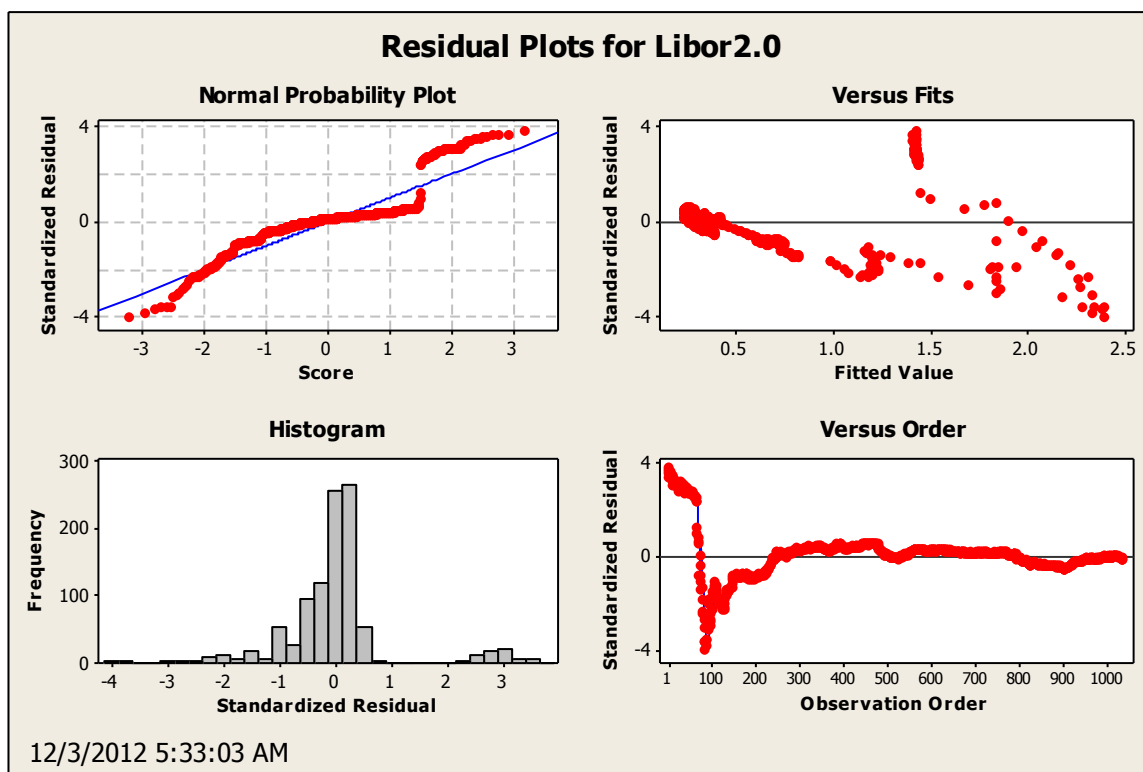 Residual Plots for Libor2.0
Normal Probability Plot
Standardized Residual
4
0
-4
-3 -2 -1 0 1 2 3
Score
Versus Fits
Standardized Residual
4
0
-4
0.5 1.0 1.5 2.0 2.5
Fitted Value
Histogram
Frequency
300
200
100
0
-4 -3 -2 -1 0 1 2 3
Standardized Residual
Versus Order
Standardized Residual
4
0
-4
1 100 200 300 400 500 600 700 800 900 1000
Observation Order
12/3/2012 5:33:03 AM